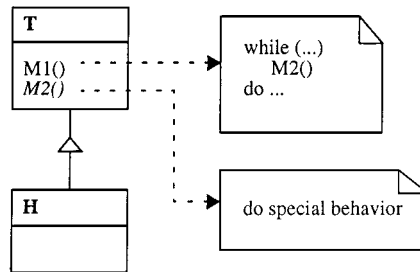 T
M1()
M2()
while (...)
M2()
do ...
H
do special behavior